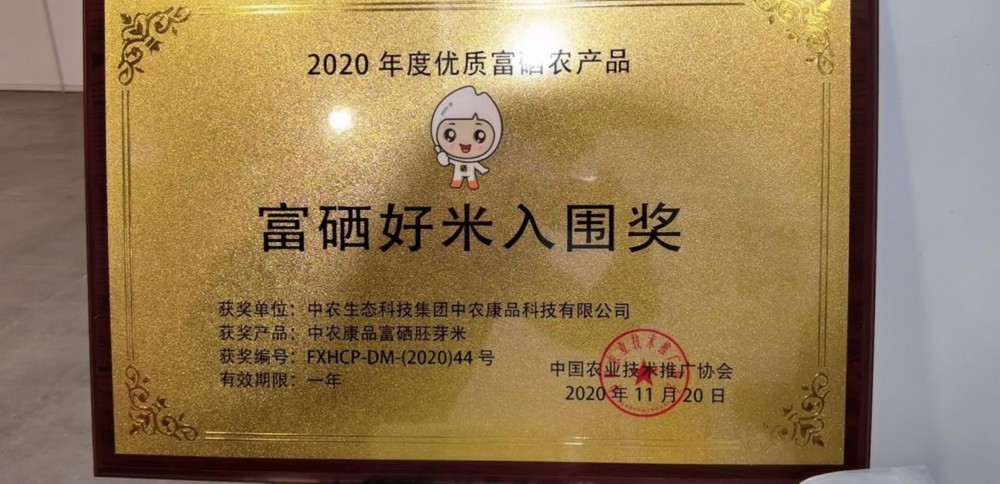 2020 年度优质富硒农产品
富硒好米入围奖
获奖单位：中农生态科技集团中农康品科技有限公司
获奖产品：中农康品富硒胚芽米
获奖编号：FXHCP-DM-(2020)44 号
有效期限：一年
中国农业技术推广协会
2020 年 11 月 20 日